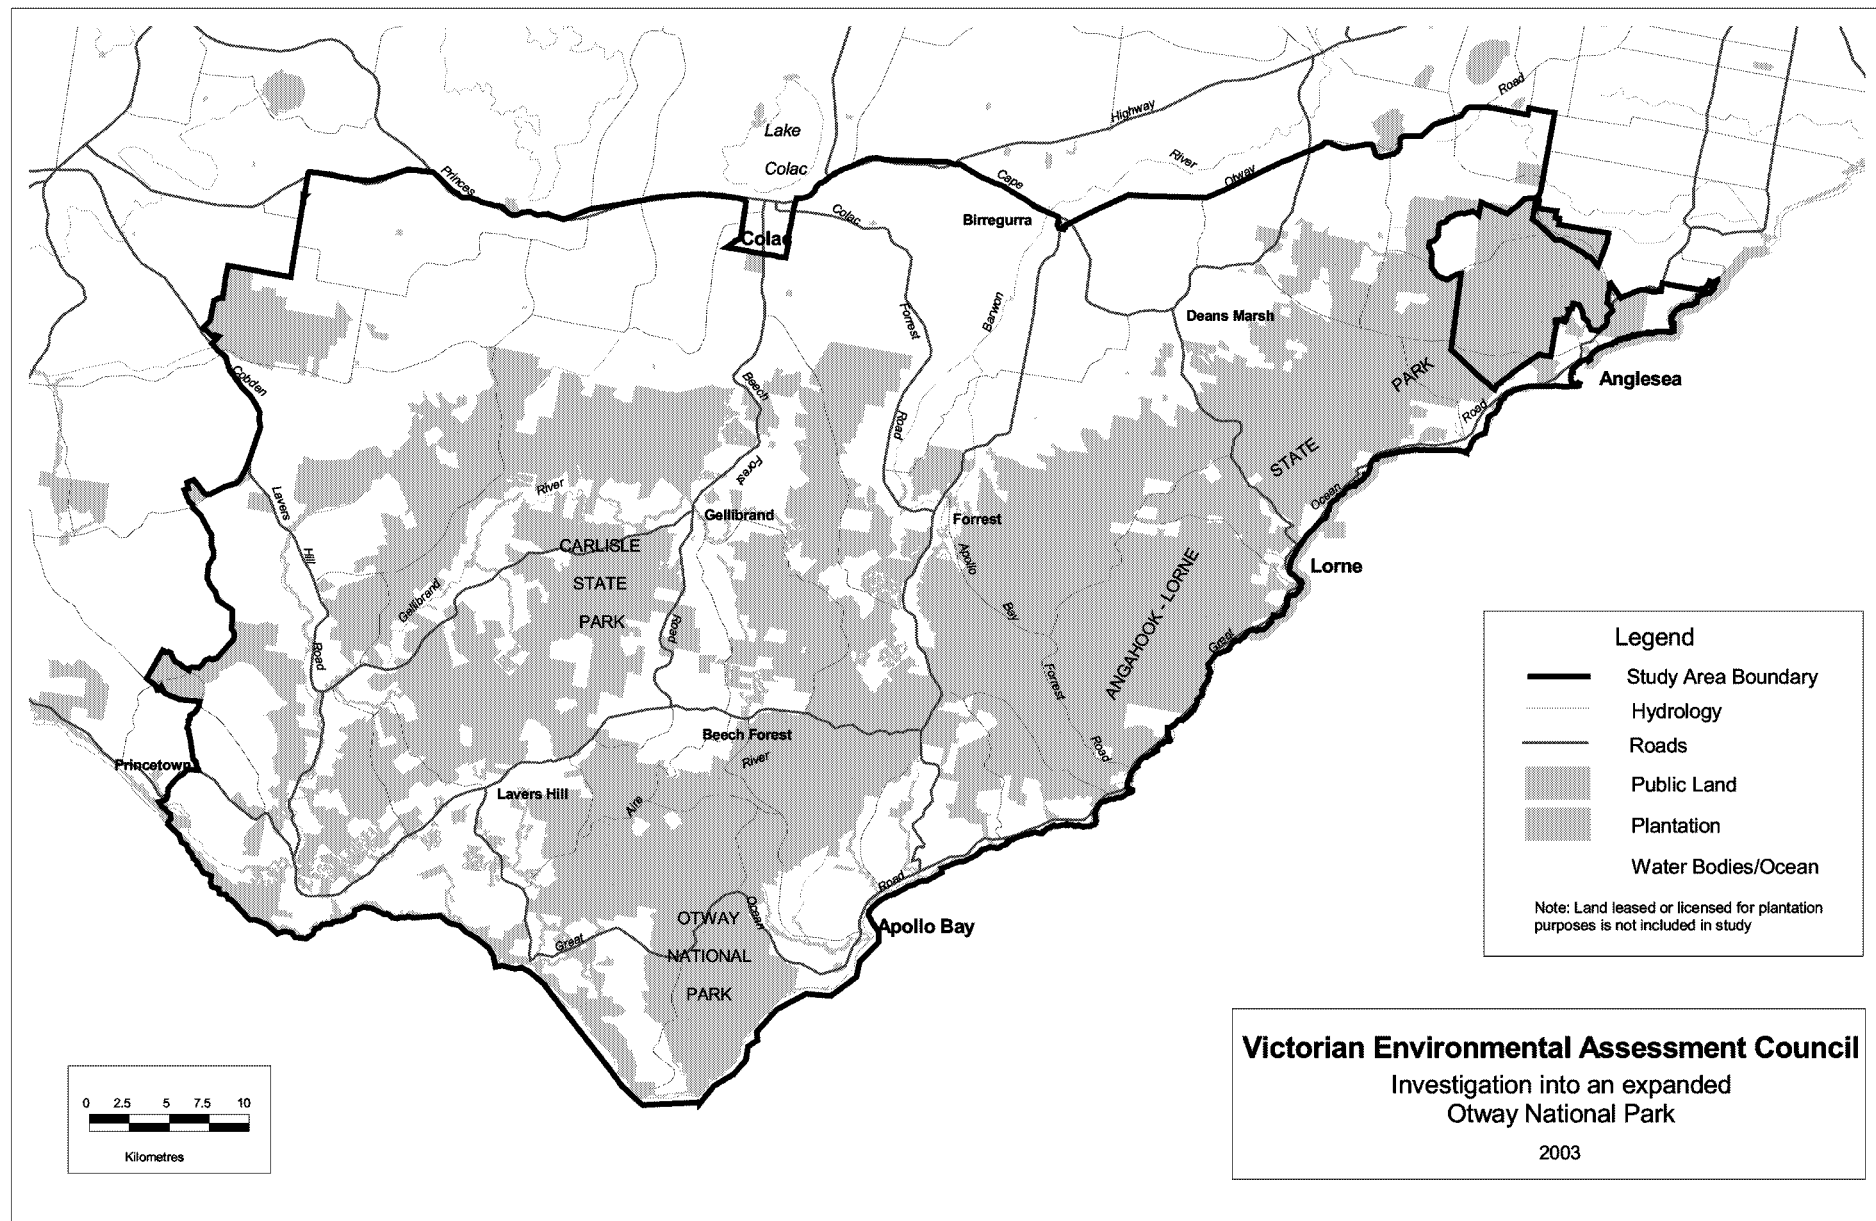 Road
Highway
Lake
Colac
River
Princes
Cape
Otway
Colac
Birregurra
Colac
Barwon
Forrest
Deans Marsh
PARK
Anglesea
Cobden
Beech
Road
Road
STATE
Forest
Lavers
River
Ocean
Gellibrand
Forrest
CARLISLE
Hill
Apollo
Lorne
STATE
Gellibrand
ANGAHOOK - LORNE
Bay
PARK
Road
Great
Road
Forrest
Beech Forest
River
Road
Princetown
Lavers Hill
Aire
Road
OTWAY
Ocean
Apollo Bay
Great
NATIONAL
PARK
Legend
Study Area Boundary
Hydrology
Roads
Public Land
Plantation
Water Bodies/Ocean
Note: Land leased or licensed for plantation
purposes is not included in study
Victorian Environmental Assessment Council
Investigation into an expanded
Otway National Park
2003
0 2.5 5 7.5 10
Kilometres